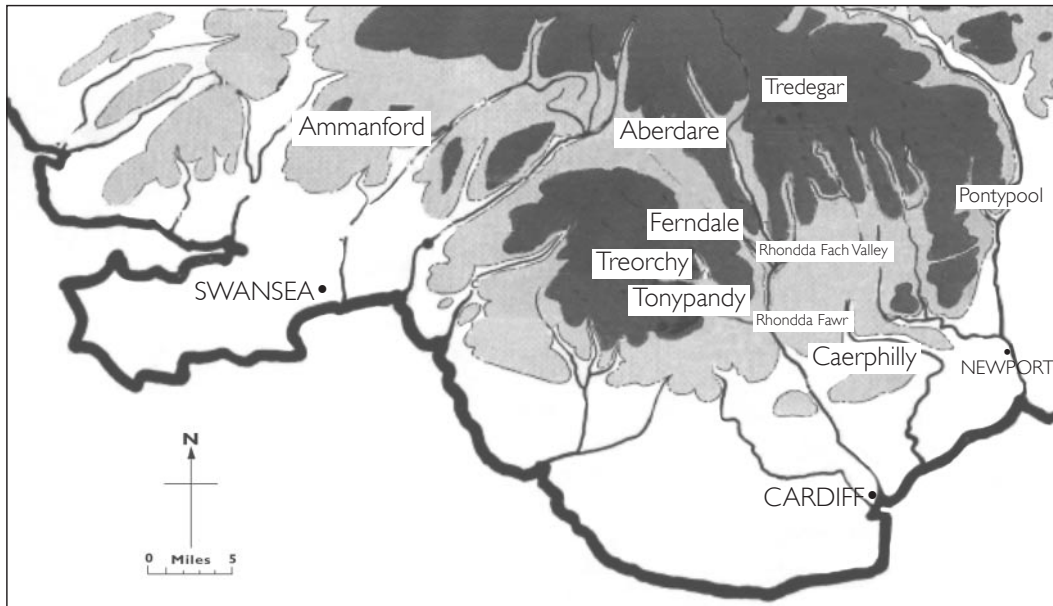 Tredegar
Ammanford
Aberdare
Pontypool
Ferndale
Rhondda Fach Valley
Treorchy
SWANSEA
Tonypandy
Rhondda Fawr
Caerphilly
NEWPORT
N
CARDIFF
0 Miles 5